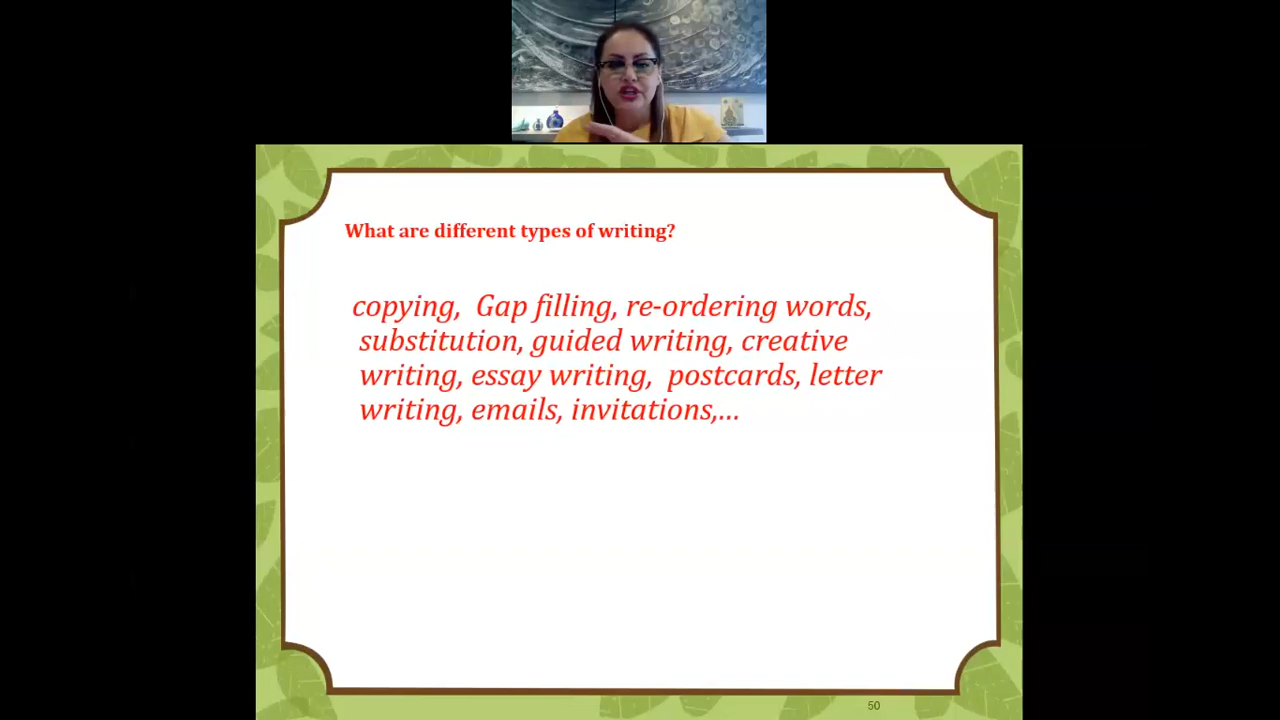 What are different types of writing?
copying, Gap filling, re-ordering words,
substitution, guided writing, creative
writing, essay writing, postcards, letter
writing, emails, invitations,...
50